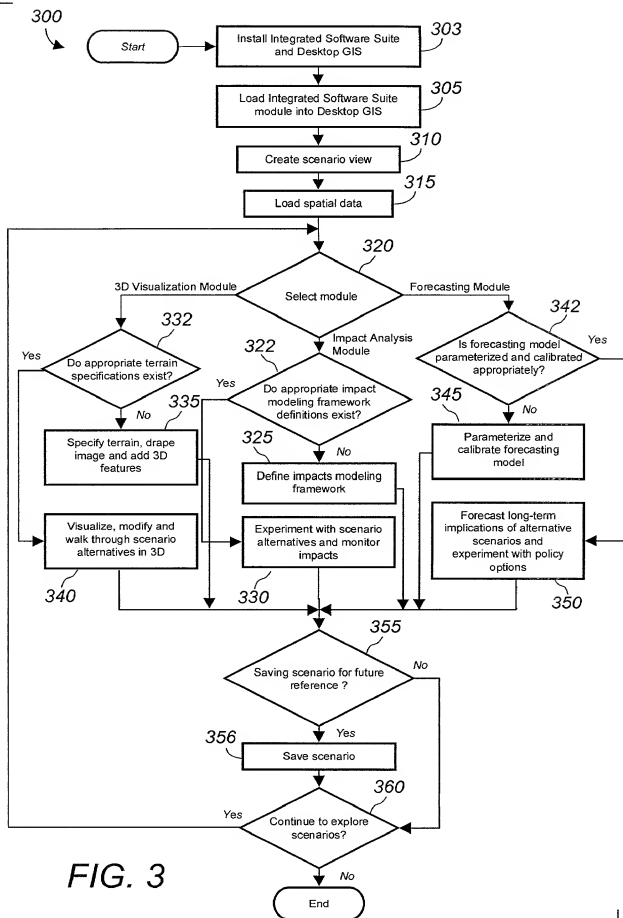 300
Start
Install Integrated Software Suite
and Desktop GIS
303
Load Integrated Software Suite
module into Desktop GIS
305
Create scenario view
310
Load spatial data
315
320
3D Visualization Module
Select module
Forecasting Module
Impact Analysis
Module
332
Yes
Do appropriate terrain
specifications exist?
No
322
Yes
Do appropriate impact
modeling framework
definitions exist?
No
342
Yes
Is forecasting model
parameterized and calibrated
appropriately?
No
335
Specify terrain, drape
image and add 3D
features
325
Define impacts modeling
framework
345
Parameterize and
calibrate forecasting
model
Visualize, modify and
walk through scenario
alternatives in 3D
340
Experiment with scenario
alternatives and monitor
impacts
330
Forecast long-term
implications of alternative
scenarios and
experiment with policy
options
350
355
Saving scenario for future
reference ?
No
Yes
356
Save scenario
360
Yes
Continue to explore
scenarios?
No
FIG. 3
End